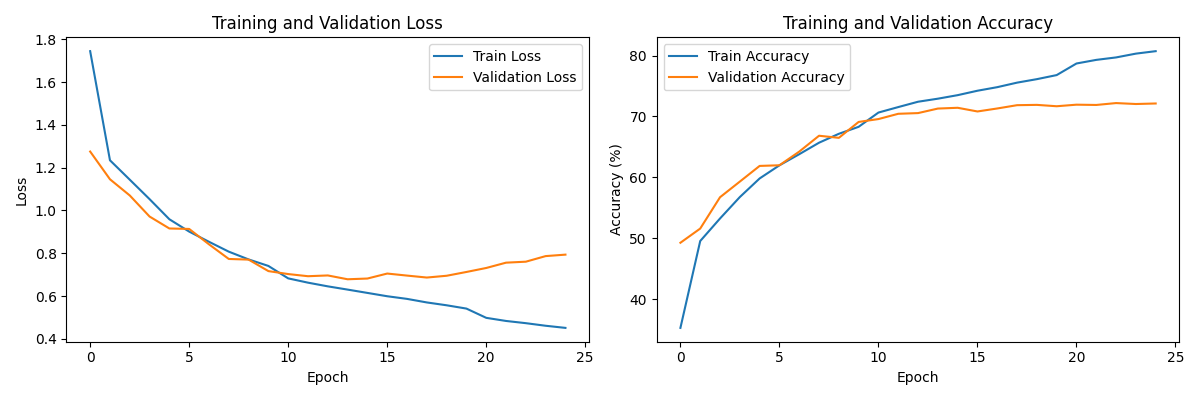 Training and Validation Loss
Train Loss
Validation Loss
1.8
1.6
1.4
1.2
1.0
0.8
0.6
0.4
Loss
0 5 10 15 20 25
Epoch
Training and Validation Accuracy
Train Accuracy
Validation Accuracy
80
70
60
50
40
Accuracy (%)
0 5 10 15 20 25
Epoch